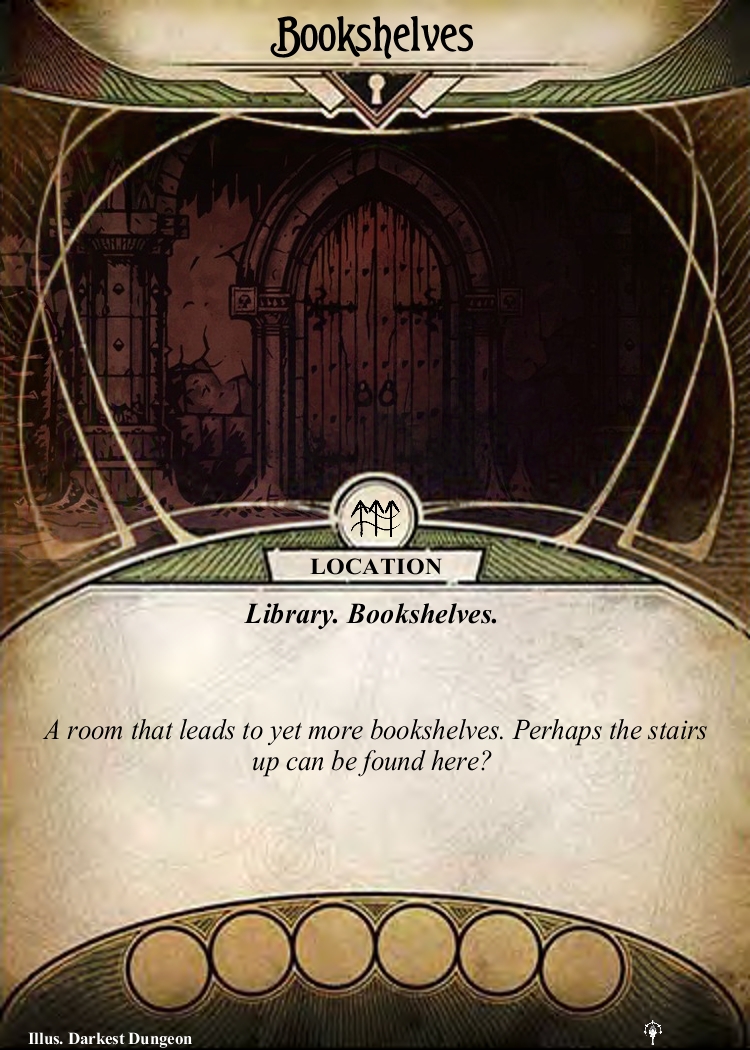 Bookshelves
LOCATION
Library. Bookshelves.
A room that leads to yet more bookshelves. Perhaps the stairs
up can be found here?
Illus. Darkest Dungeon